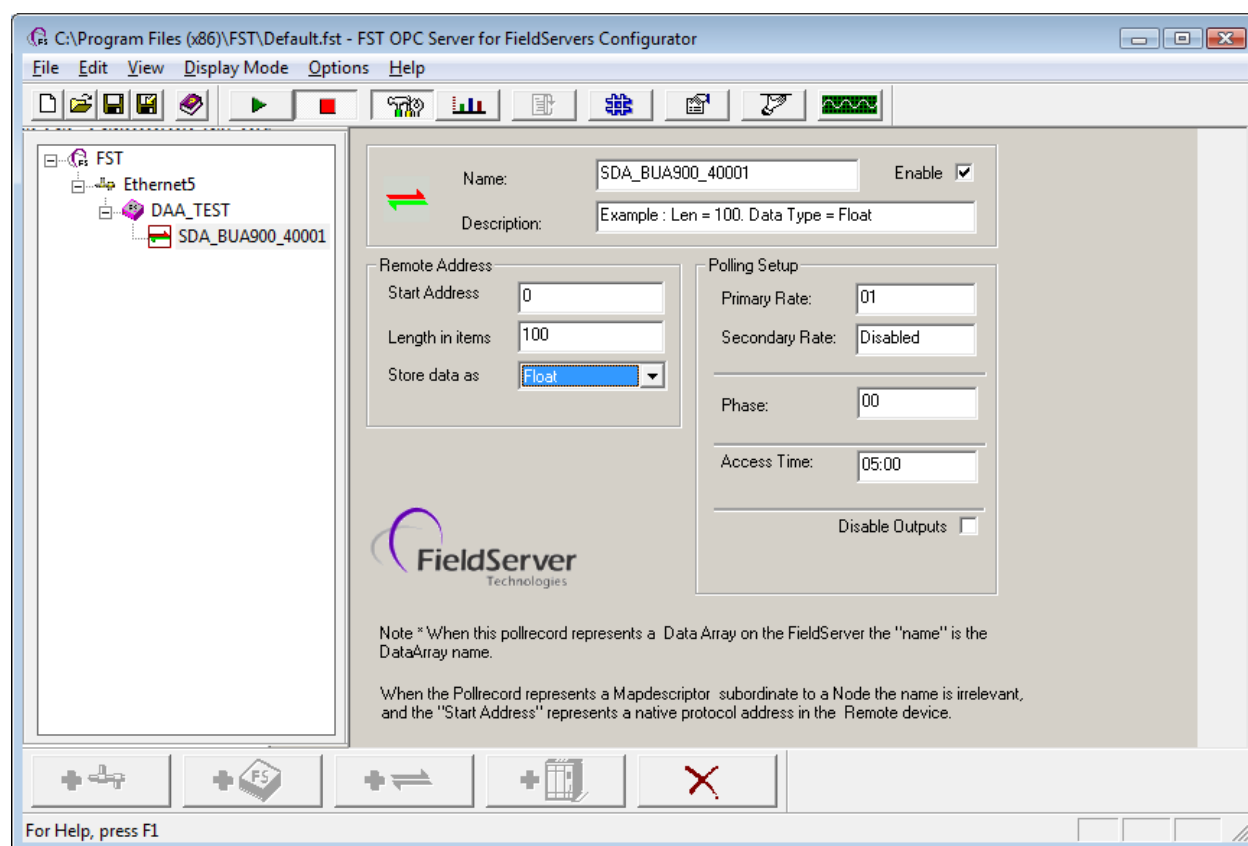 C:\Program Files (x86)\FST\Default.fst - FST OPC Server for FieldServers Configurator
File Edit View Display Mode Options Help
FST
Ethernet5
DAA_TEST
SDA_BUA900_40001
Name: SDA_BUA900_40001 Enable
Description: Example : Len = 100. Data Type = Float
Remote Address
Start Address 0
Length in items 100
Store data as Float
Polling Setup
Primary Rate: 01
Secondary Rate: Disabled
Phase: 00
Access Time: 05:00
Disable Outputs
FieldServer
Technologies
Note * When this pollrecord represents a Data Array on the FieldServer the "name" is the
DataArray name.
When the Pollrecord represents a Mapdescriptor subordinate to a Node the name is irrelevant,
and the "Start Address" represents a native protocol address in the Remote device.
FS
For Help, press F1